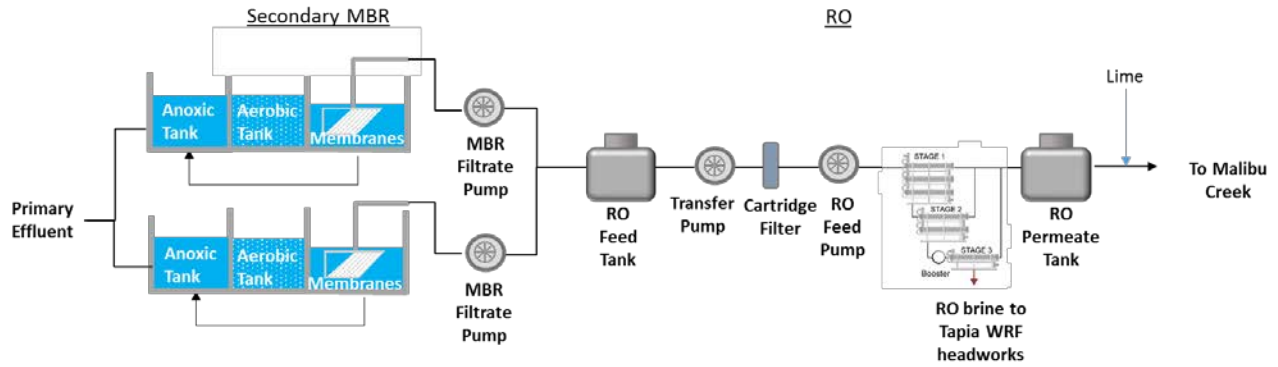 Secondary MBR
RO
Anoxic
Tank
Aerobic
Tank
Membranes
MBR
Filtrate
Pump
Primary
Effluent
Anoxic
Tank
Aerobic
Tank
Membranes
MBR
Filtrate
Pump
RO
Feed
Tank
Transfer
Pump
Cartridge
Filter
RO
Feed
Pump
STAGE 1
STAGE 2
STAGE 3
Booster
RO brine to
Tapia WRF
headworks
RO
Permeate
Tank
Lime
To Malibu
Creek